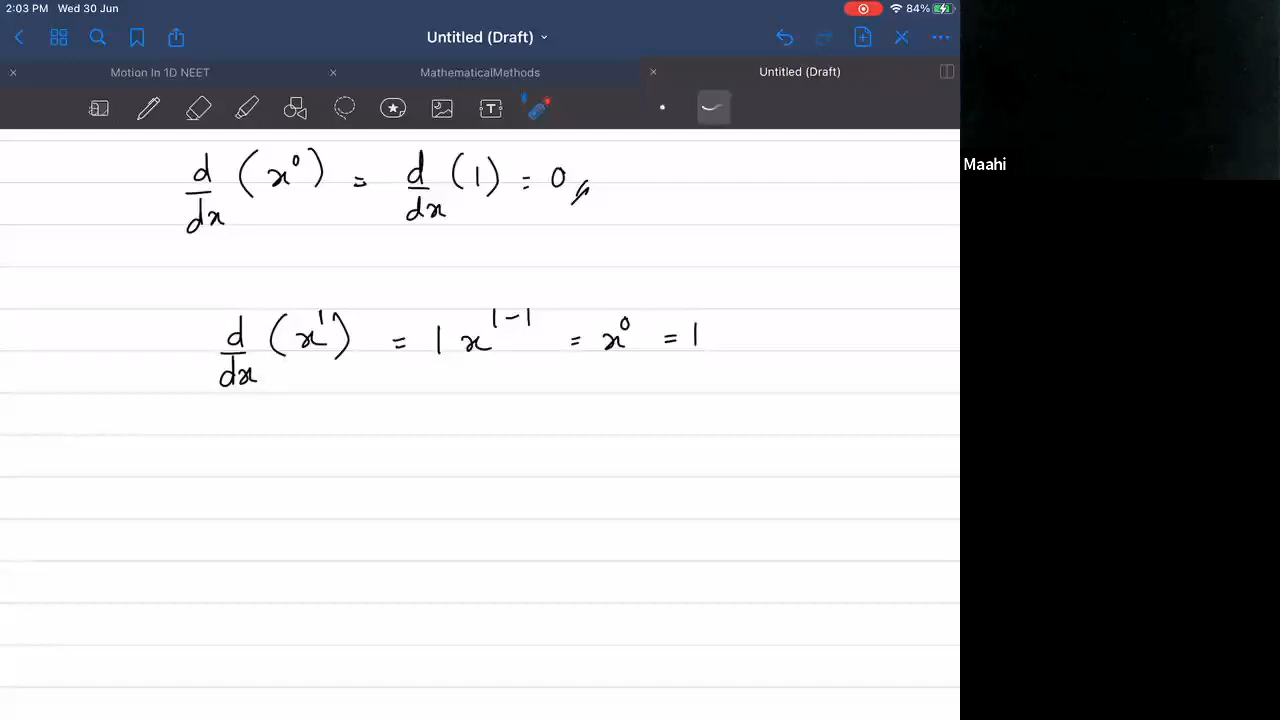 2:03 PM Wed 30 Jun 84%
Untitled (Draft)
Motion In 1D NEET MathematicalMethods Untitled (Draft)
T
d/dx (x⁰) = d/dx (1) = 0
Maahi
d/dx (x¹) = 1 x¹⁻¹ = x⁰ = 1